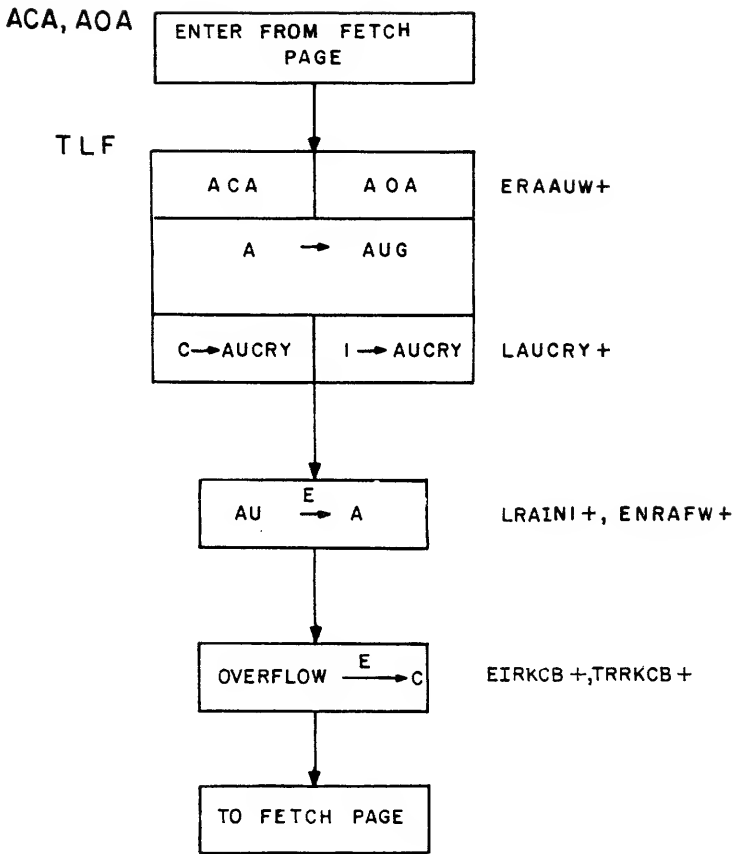 ACA, AOA
ENTER FROM FETCH
PAGE
TLF
ACA AOA ERAAUW+
A → AUG
C→AUCRY I→AUCRY LAUCRY+
E
AU → A LRAINI+, ENRAFW+
E
OVERFLOW → C EIRKCB+,TRRKCB+
TO FETCH PAGE